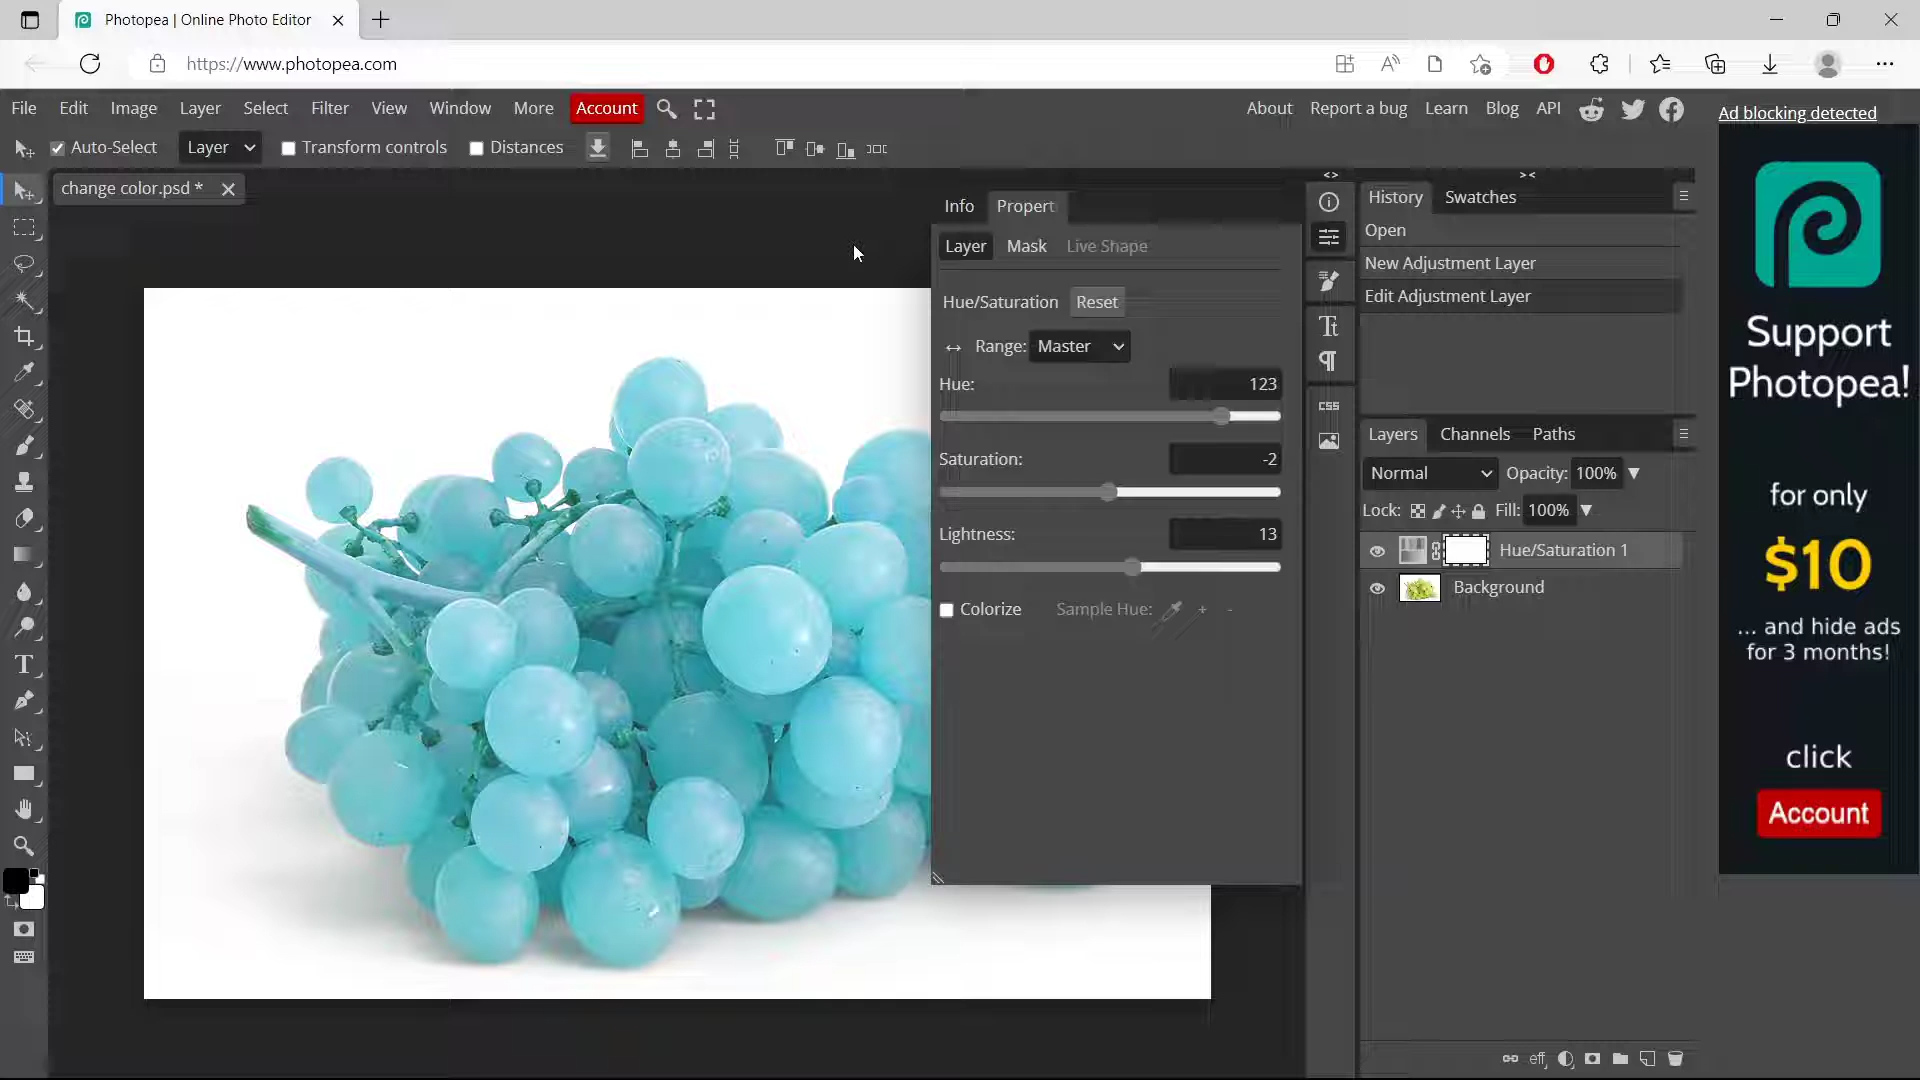 Photopea | Online Photo Editor
https://www.photopea.com
File Edit Image Layer Select Filter View Window More Account
About Report a bug Learn Blog API
Ad blocking detected
Auto-Select Layer Transform controls Distances
change color.psd *
Info Propert
Layer Mask Live Shape
Hue/Saturation Reset
Range: Master
Hue: 123
Saturation: -2
Lightness: 13
Colorize Sample Hue: + -
CSS
History Swatches
Open
New Adjustment Layer
Edit Adjustment Layer
Layers Channels Paths
Normal Opacity: 100%
Lock: Fill: 100%
Hue/Saturation 1
Background
eff
Support
Photopea!
for only
$10
... and hide ads
for 3 months!
click
Account